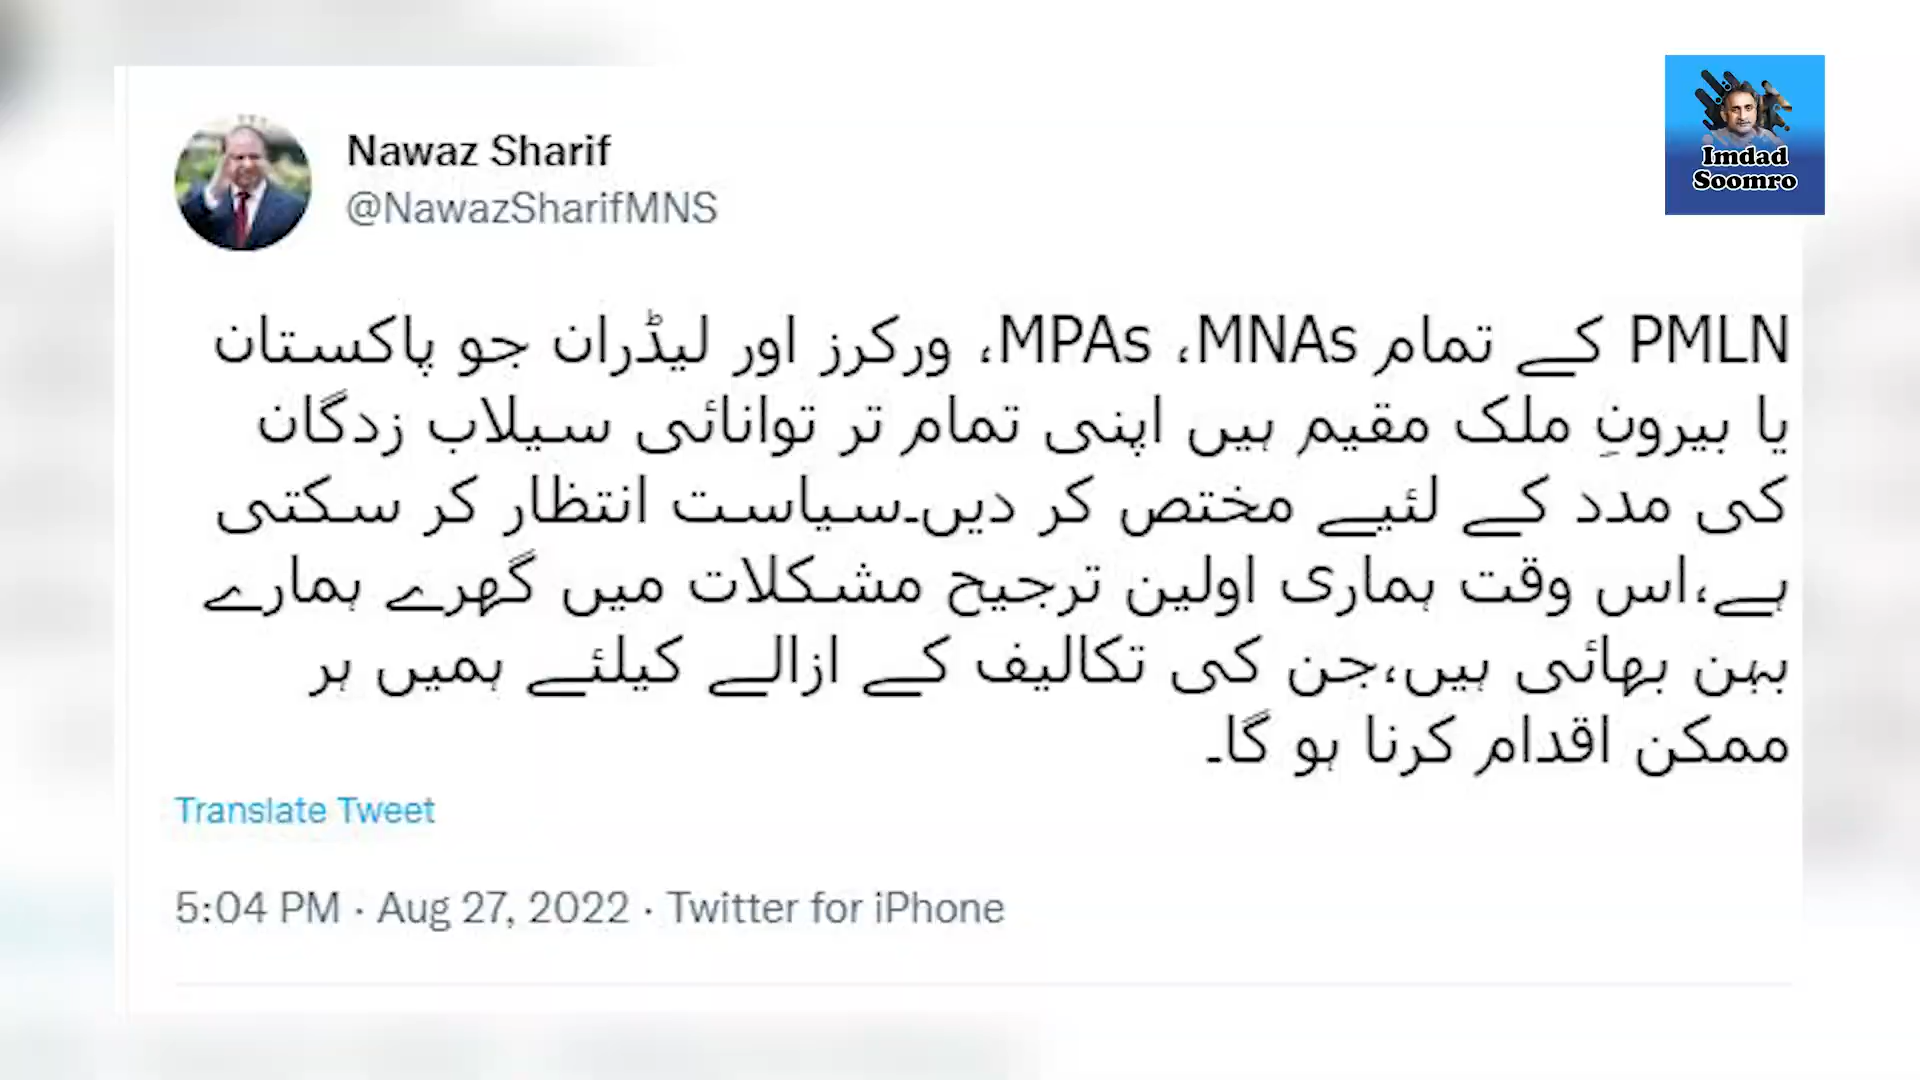 Nawaz Sharif
@NawazSharifMNS
Imdad
Soomro
PMLN کے تمام MNAs، MPAs، ورکرز اور لیڈران جو پاکستان
یا بیرونِ ملک مقیم ہیں اپنی تمام تر توانائی سیلاب زدگان
کی مدد کے لئیے مختص کر دیں۔سیاست انتظار کر سکتی
ہے،اس وقت ہماری اولین ترجیح مشکلات میں گھرے ہمارے
بہن بھائی ہیں،جن کی تکالیف کے ازالے کیلئے ہمیں ہر
ممکن اقدام کرنا ہو گا۔
Translate Tweet
5:04 PM · Aug 27, 2022 · Twitter for iPhone